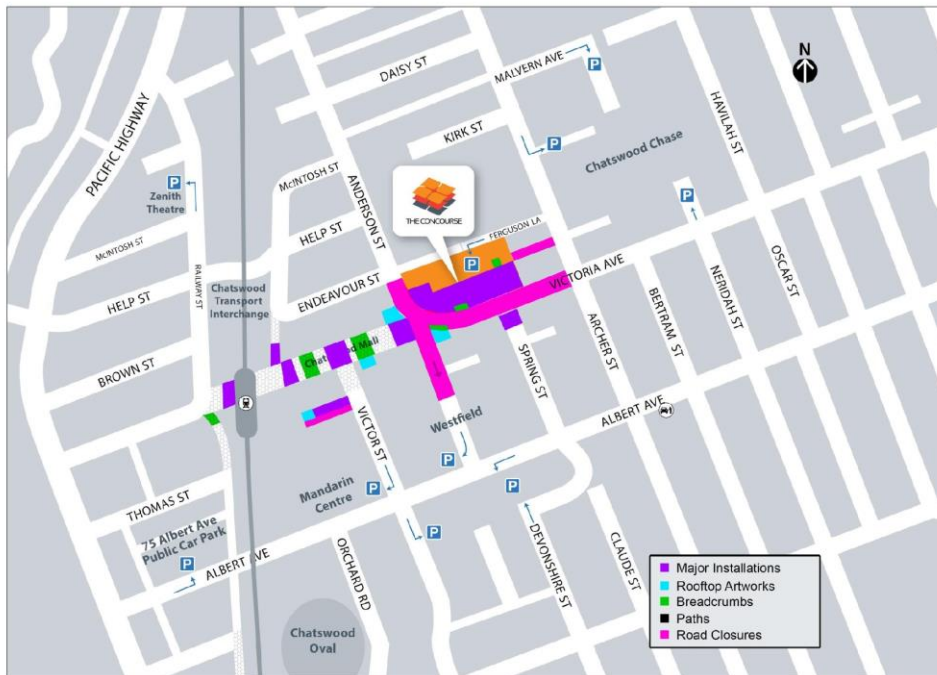 N
DAISY ST
MALVERN AVE
P
HAVILAH ST
PACIFIC HIGHWAY
KIRK ST
P
Chatswood Chase
McINTOSH ST
P
Zenith
Theatre
ANDERSON ST
THE CONCOURSE
P
McINTOSH ST
HELP ST
FERGUSON LA
P
RAILWAY ST
Chatswood
Transport
Interchange
ENDEAVOUR ST
VICTORIA AVE
OSCAR ST
NERIDAH ST
BERTRAM ST
HELP ST
BROWN ST
ARCHER ST
SPRING ST
ALBERT AVE
VICTOR ST
Westfield
P
THOMAS ST
Mandarin
Centre
P
P
P
75 Albert Ave
Public Car Park
P
ALBERT AVE
ORCHARD RD
DEVONSHIRE ST
CLAUDE ST
Chatswood
Oval
Major Installations
Rooftop Artworks
Breadcrumbs
Paths
Road Closures